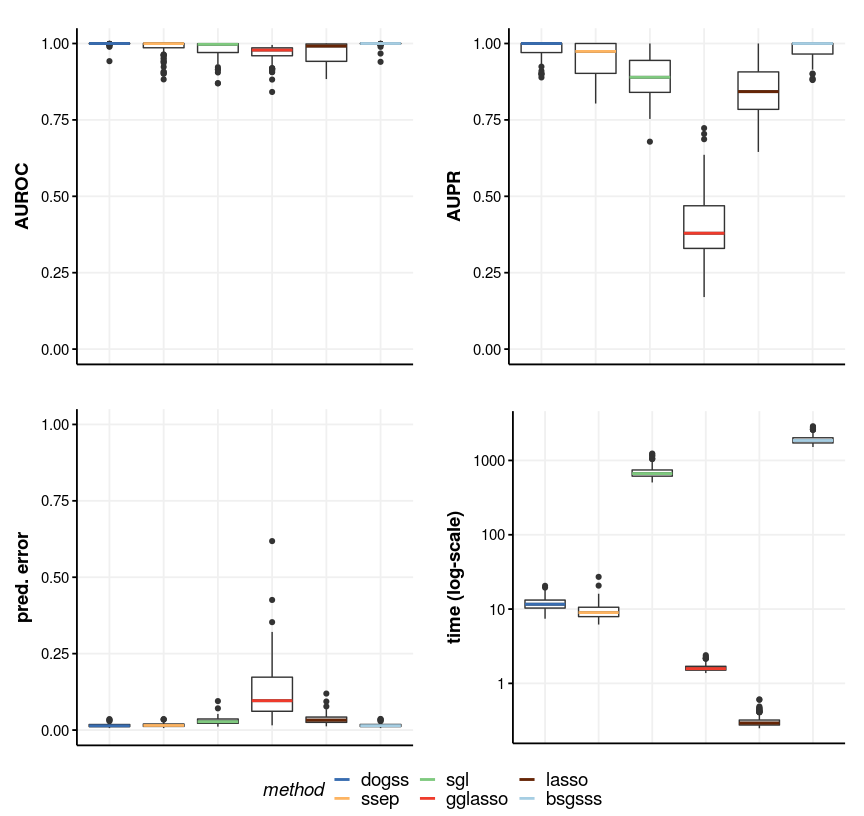 AUROC
1.00
0.75
0.50
0.25
0.00
AUPR
1.00
0.75
0.50
0.25
0.00
pred. error
1.00
0.75
0.50
0.25
0.00
time (log-scale)
1000
100
10
1
method
dogss sgl lasso
ssep gglasso bsgsss